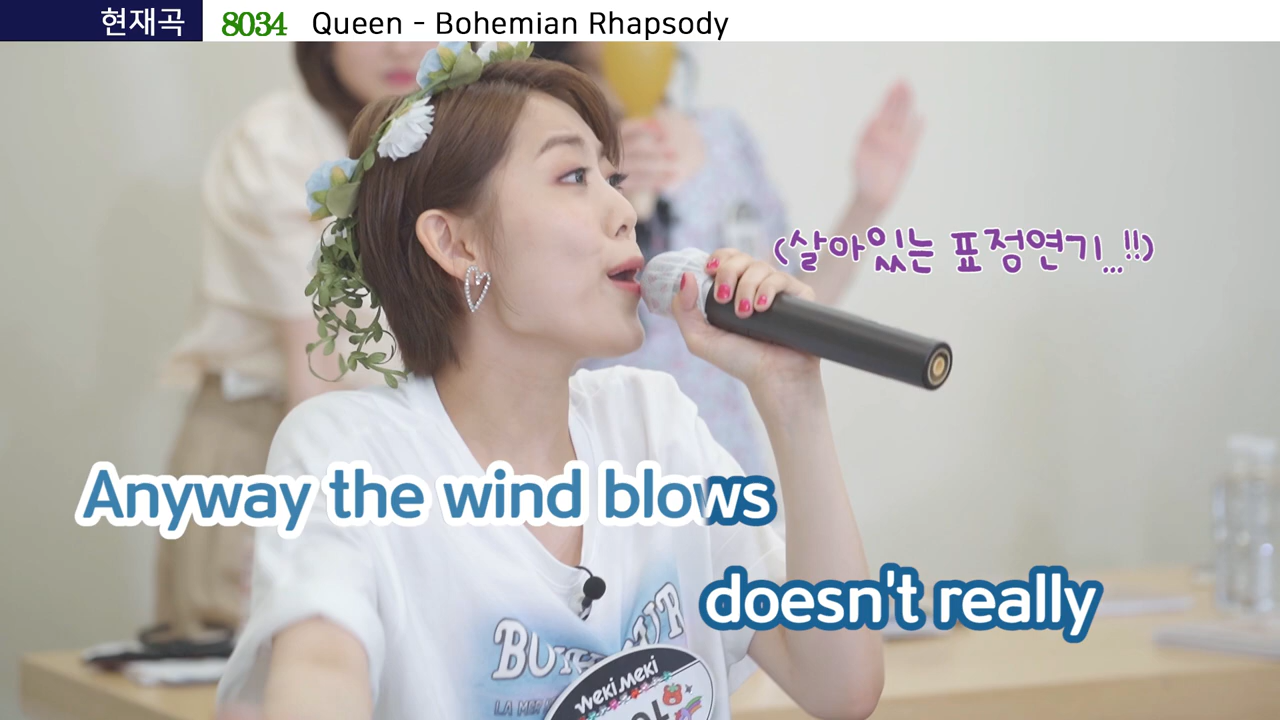 현재곡 8034 Queen - Bohemian Rhapsody
(살아있는 표정연기...!!)
Anyway the wind blows
doesn't really
weki meki